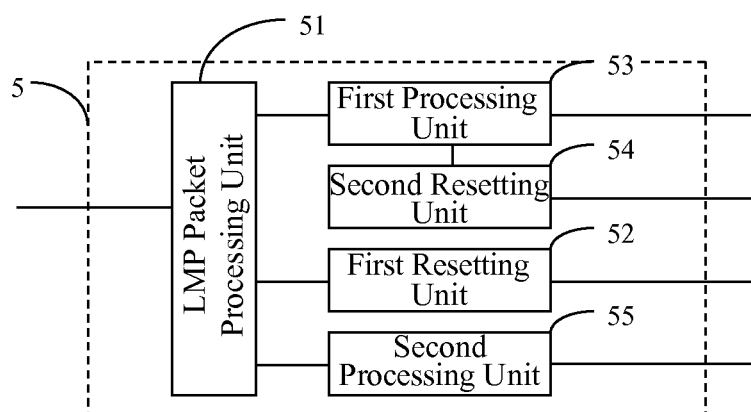 51
5
53
First Processing
Unit
54
Second Resetting
Unit
LMP Packet
Processing Unit
52
First Resetting
Unit
55
Second
Processing Unit